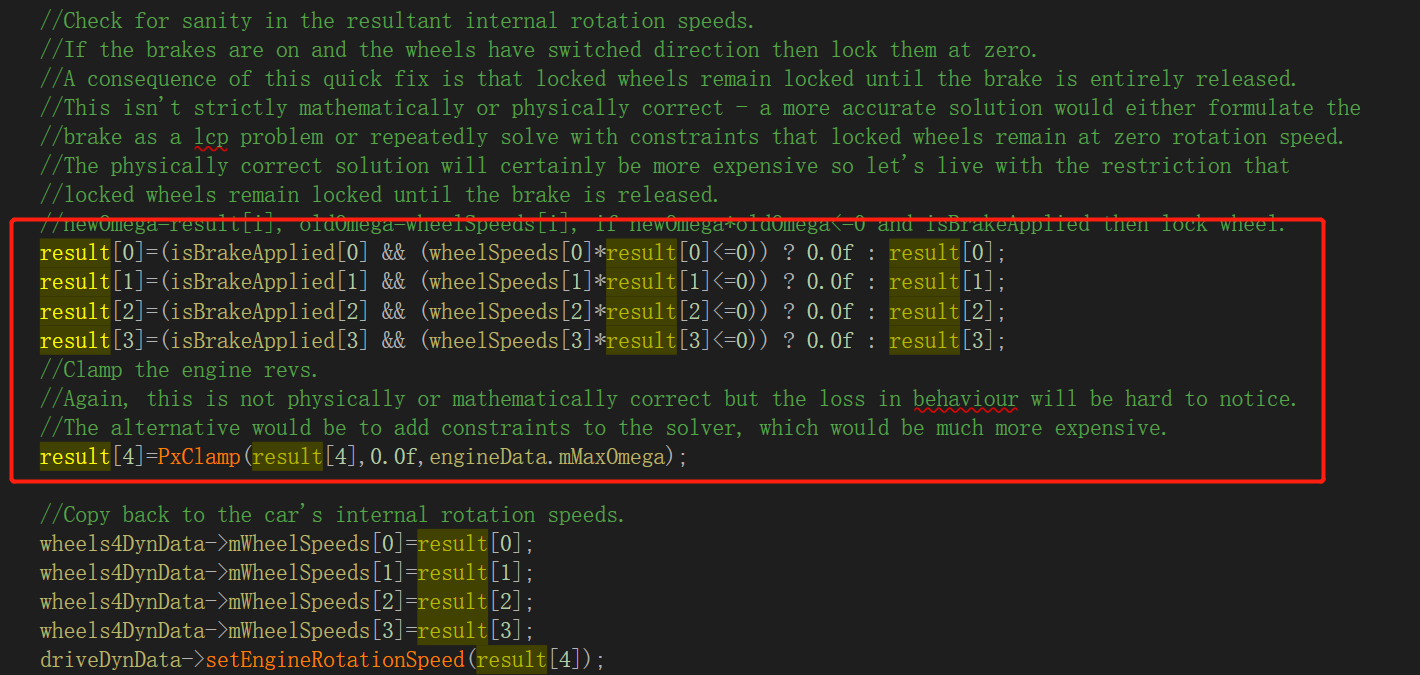 //Check for sanity in the resultant internal rotation speeds.
//If the brakes are on and the wheels have switched direction then lock them at zero.
//A consequence of this quick fix is that locked wheels remain locked until the brake is entirely released.
//This isn't strictly mathematically or physically correct - a more accurate solution would either formulate the
//brake as a lcp problem or repeatedly solve with constraints that locked wheels remain at zero rotation speed.
//The physically correct solution will certainly be more expensive so let's live with the restriction that
//locked wheels remain locked until the brake is released.
//newOmega=result[i], oldOmega=wheelSpeeds[i], if newOmega*oldOmega<=0 and isBrakeApplied then lock wheel.
result[0]=(isBrakeApplied[0] && (wheelSpeeds[0]*result[0]<=0)) ? 0.0f : result[0];
result[1]=(isBrakeApplied[1] && (wheelSpeeds[1]*result[1]<=0)) ? 0.0f : result[1];
result[2]=(isBrakeApplied[2] && (wheelSpeeds[2]*result[2]<=0)) ? 0.0f : result[2];
result[3]=(isBrakeApplied[3] && (wheelSpeeds[3]*result[3]<=0)) ? 0.0f : result[3];
//Clamp the engine revs.
//Again, this is not physically or mathematically correct but the loss in behaviour will be hard to notice.
//The alternative would be to add constraints to the solver, which would be much more expensive.
result[4]=PxClamp(result[4],0.0f,engineData.mMaxOmega);
//Copy back to the car's internal rotation speeds.
wheels4DynData->mWheelSpeeds[0]=result[0];
wheels4DynData->mWheelSpeeds[1]=result[1];
wheels4DynData->mWheelSpeeds[2]=result[2];
wheels4DynData->mWheelSpeeds[3]=result[3];
driveDynData->setEngineRotationSpeed(result[4]);